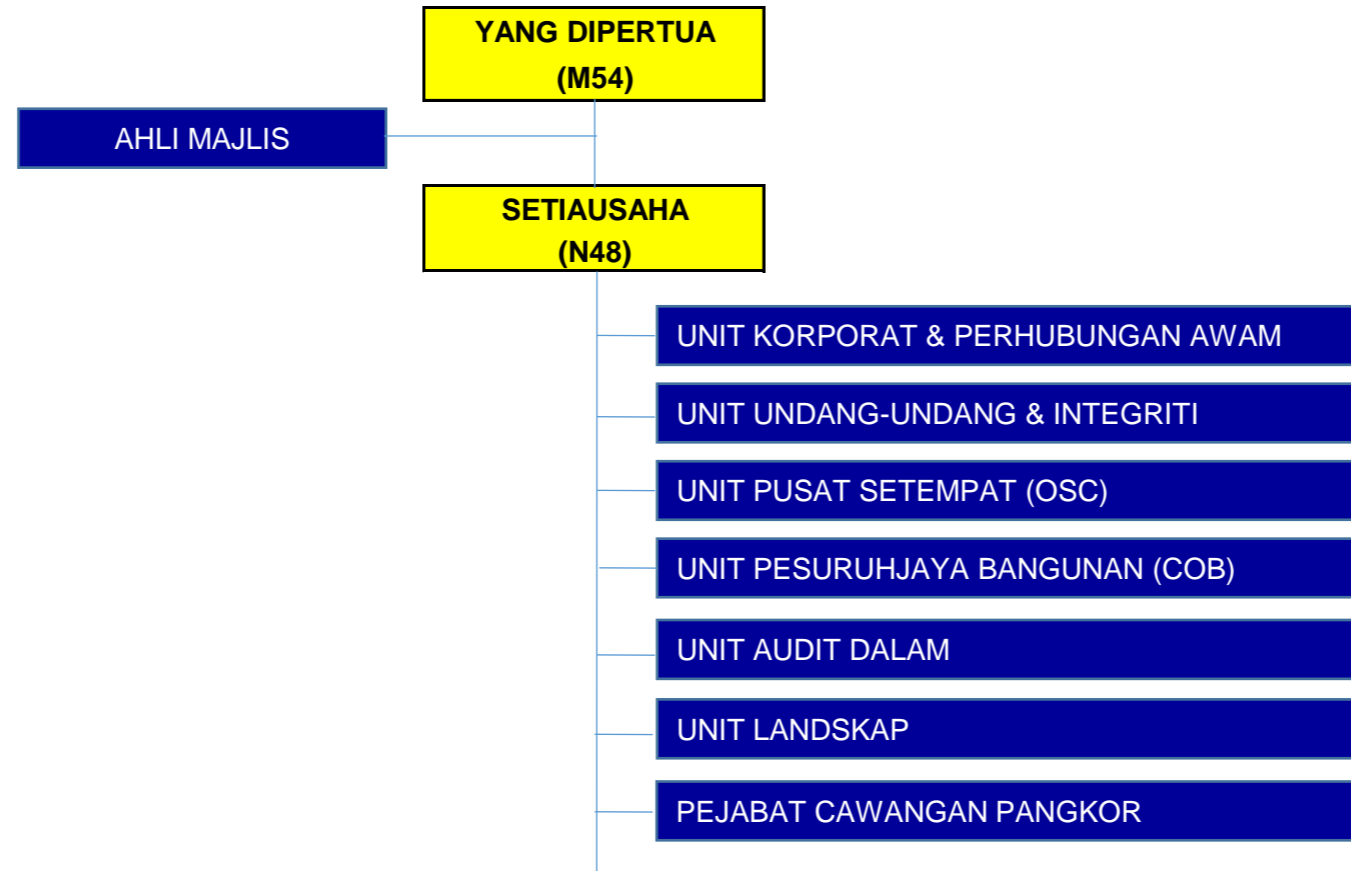 YANG DIPERTUA
(M54)
AHLI MAJLIS
SETIAUSAHA
(N48)
UNIT KORPORAT & PERHUBUNGAN AWAM
UNIT UNDANG-UNDANG & INTEGRITI
UNIT PUSAT SETEMPAT (OSC)
UNIT PESURUHJAYA BANGUNAN (COB)
UNIT AUDIT DALAM
UNIT LANDSKAP
PEJABAT CAWANGAN PANGKOR